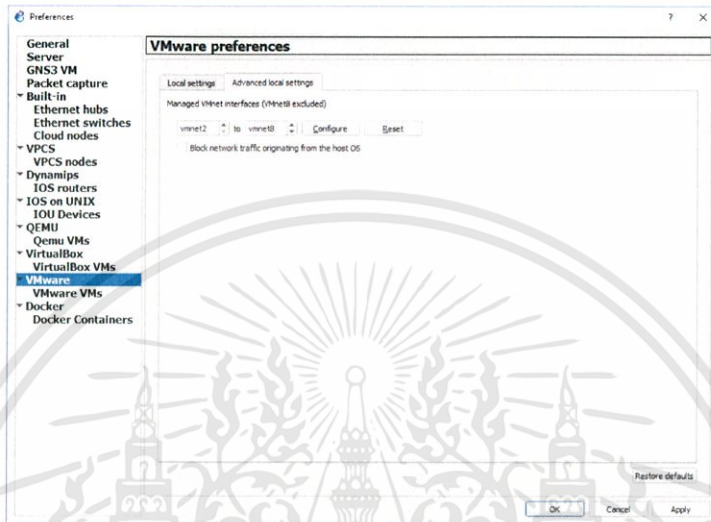 Preferences
General
Server
GNS3 VM
Packet capture
Built-in
Ethernet hubs
Ethernet switches
Cloud nodes
VPCS
VPCS nodes
Dynamips
IOS routers
IOS on UNIX
IOU Devices
QEMU
Qemu VMs
VirtualBox
VirtualBox VMs
VMware
VMware VMs
Docker
Docker Containers
VMware preferences
Local settings Advanced local settings
Managed VMnet interfaces (VMnet8 excluded)
vmnet2 to vmnet8 Configure Reset
Block network traffic originating from the host OS
Restore defaults
OK Cancel Apply